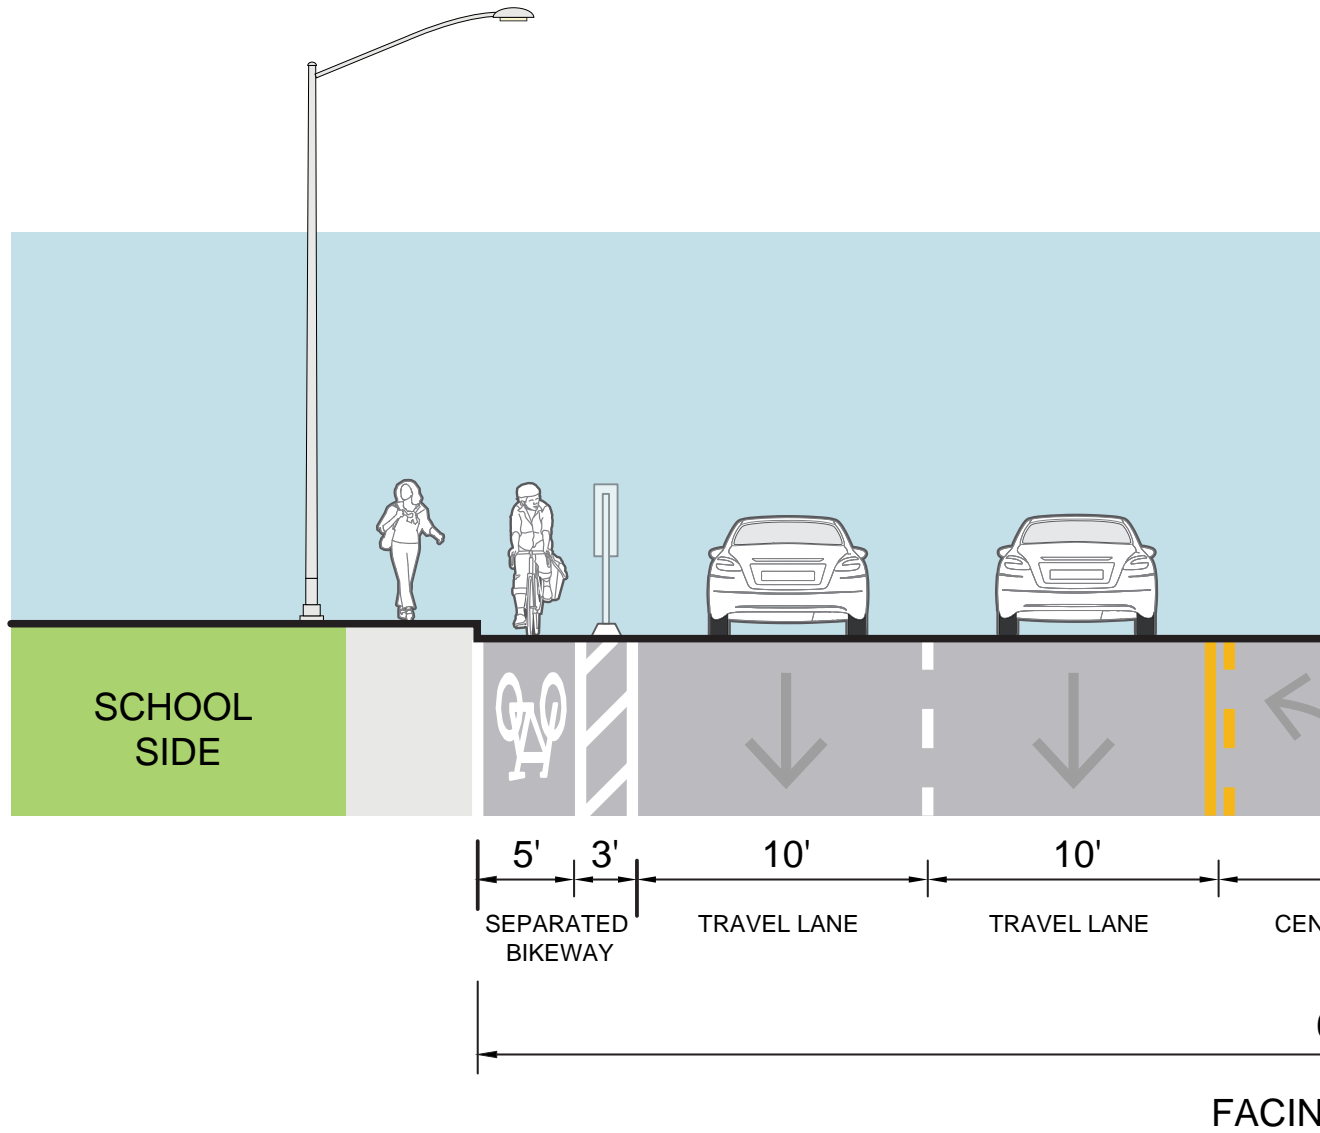 SCHOOL
SIDE
5' 3' 10' 10'
SEPARATED
BIKEWAY
TRAVEL LANE
TRAVEL LANE